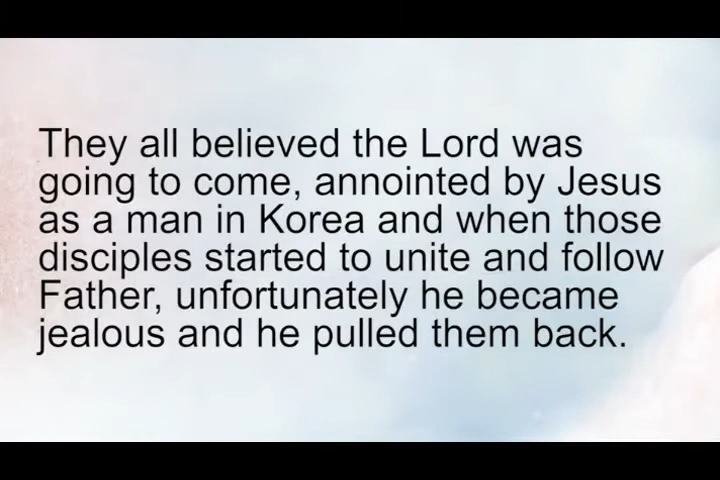 They all believed the Lord was
going to come, annointed by Jesus
as a man in Korea and when those
disciples started to unite and follow
Father, unfortunately he became
jealous and he pulled them back.